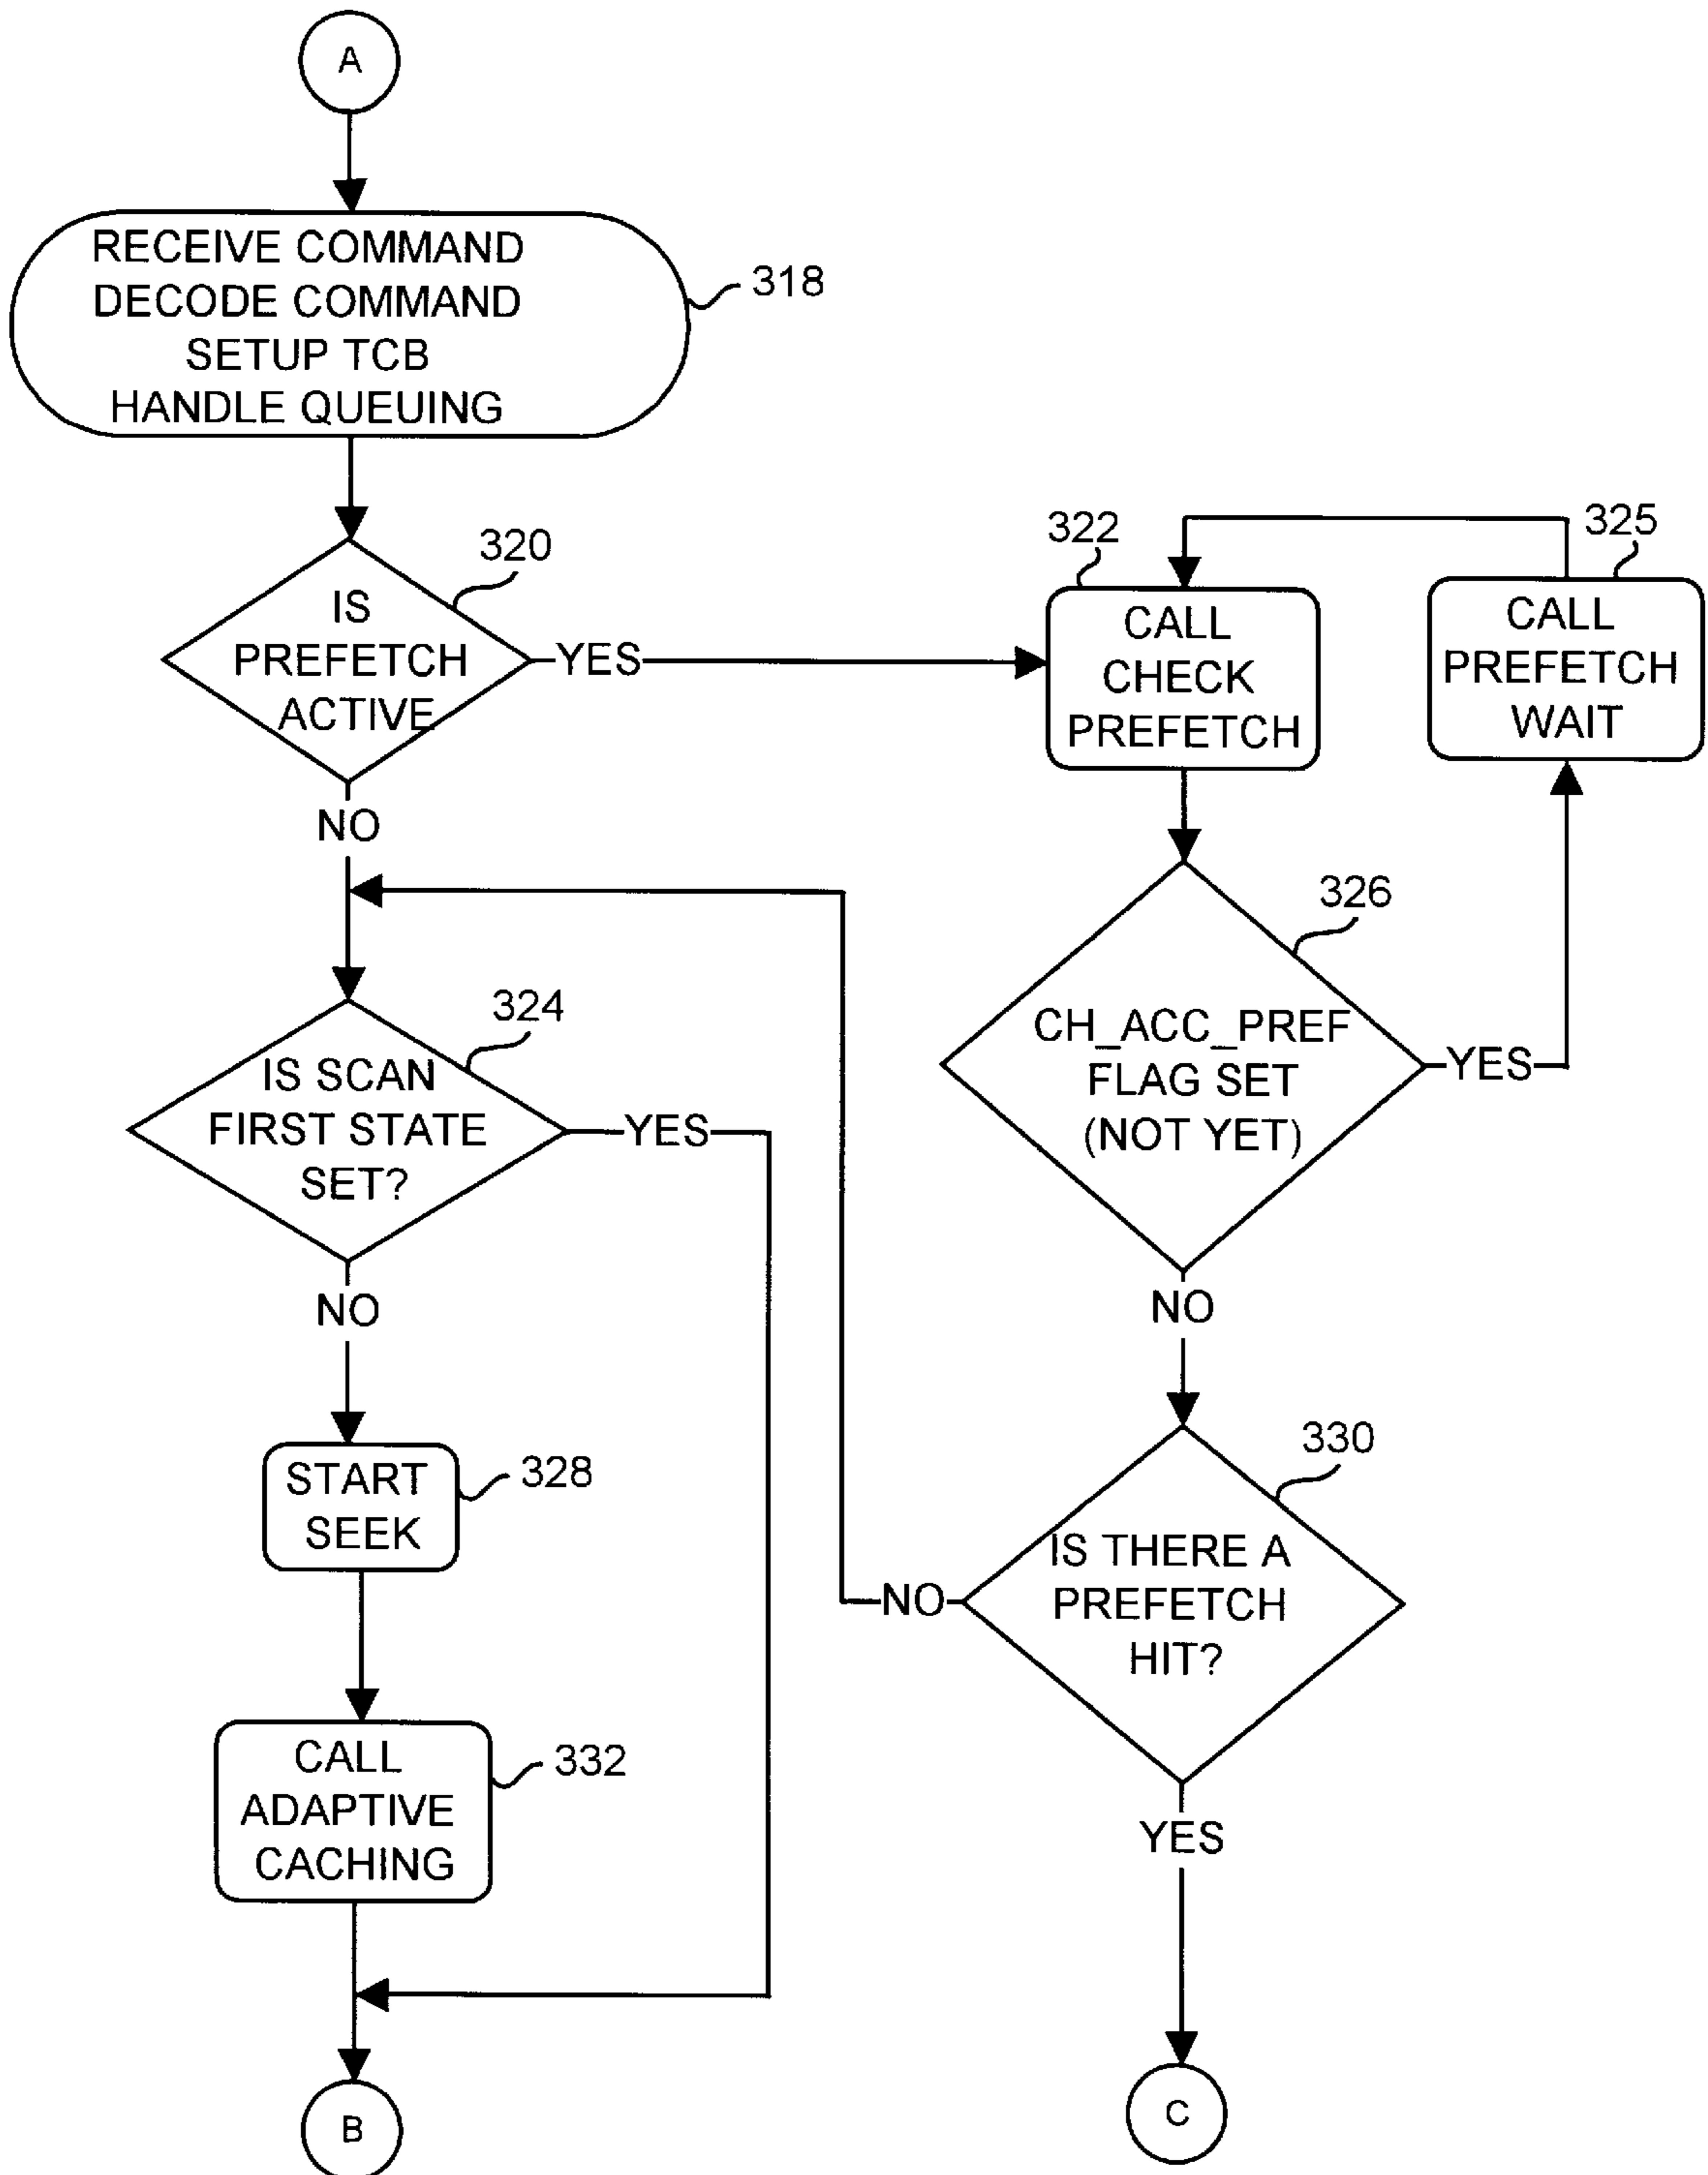 A
RECEIVE COMMAND
DECODE COMMAND
SETUP TCB
HANDLE QUEUING
318
320
IS
PREFETCH
ACTIVE
YES
NO
322
CALL
CHECK
PREFETCH
325
CALL
PREFETCH
WAIT
326
CH_ACC_PREF
FLAG SET
(NOT YET)
YES
NO
324
IS SCAN
FIRST STATE
SET?
YES
NO
328
START
SEEK
330
IS THERE A
PREFETCH
HIT?
NO
YES
332
CALL
ADAPTIVE
CACHING
B
C